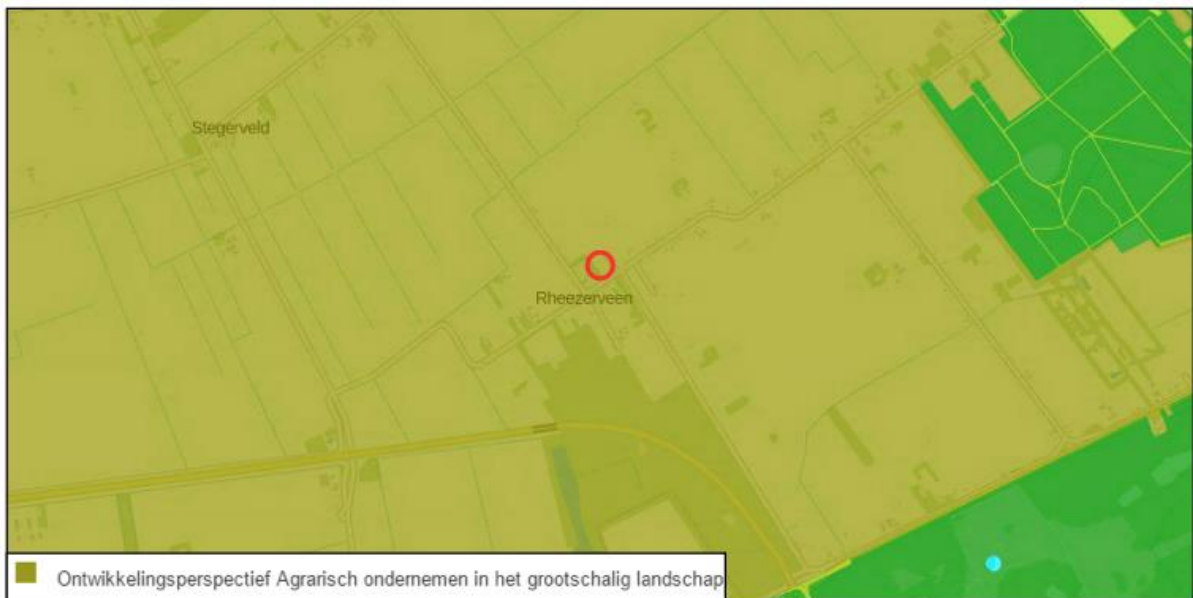 Stegerveld
Rheezerveen
Ontwikkelingsperspectief Agrarisch ondernemen in het grootschalig landschap